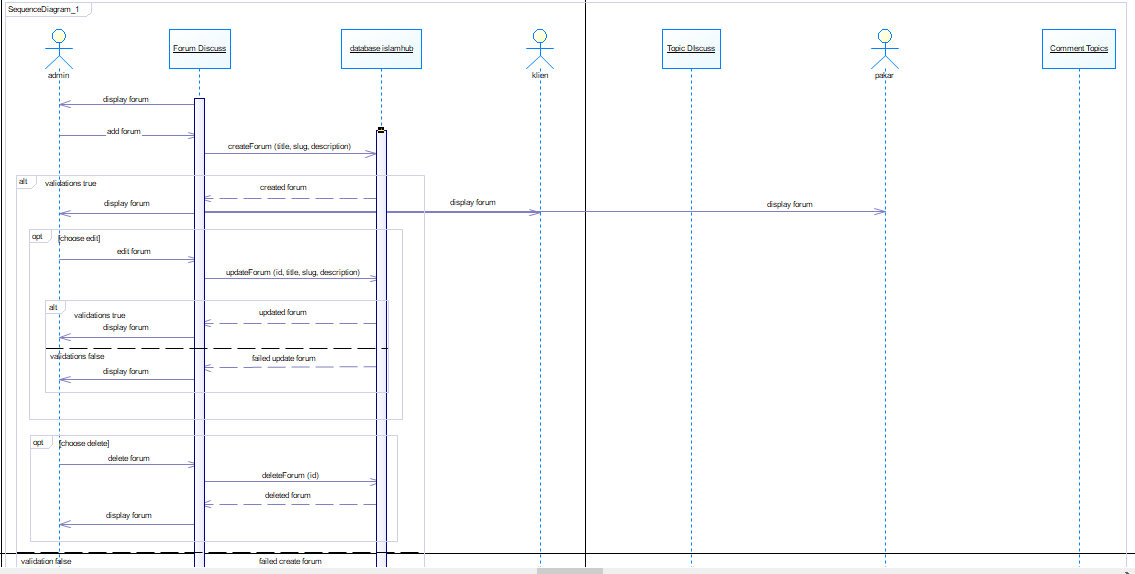 SequenceDiagram_1
Forum Discuss
database islamhub
Topic DIscuss
Comment Topics
admin
klien
pakar
display forum
add forum
createForum (title, slug, description)
alt
validations true
created forum
display forum
display forum
display forum
opt
[choose edit]
edit forum
updateForum (id, title, slug, description)
alt
validations true
updated forum
display forum
validations false
failed update forum
display forum
opt
[choose delete]
delete forum
deleteForum (id)
deleted forum
display forum
validation false
failed create forum